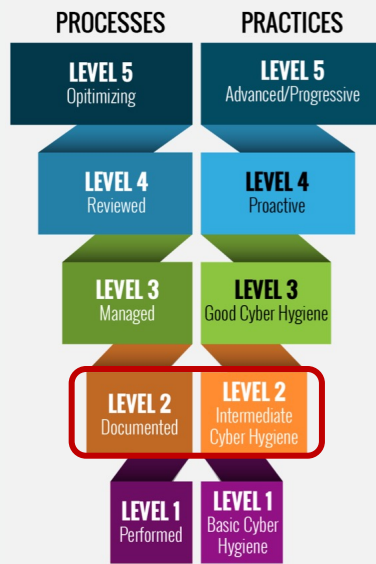 PROCESSES PRACTICES
LEVEL 5
Opitimizing
LEVEL 5
Advanced/Progressive
LEVEL 4
Reviewed
LEVEL 4
Proactive
LEVEL 3
Managed
LEVEL 3
Good Cyber Hygiene
LEVEL 2
Documented
LEVEL 2
Intermediate
Cyber Hygiene
LEVEL 1
Performed
LEVEL 1
Basic Cyber
Hygiene